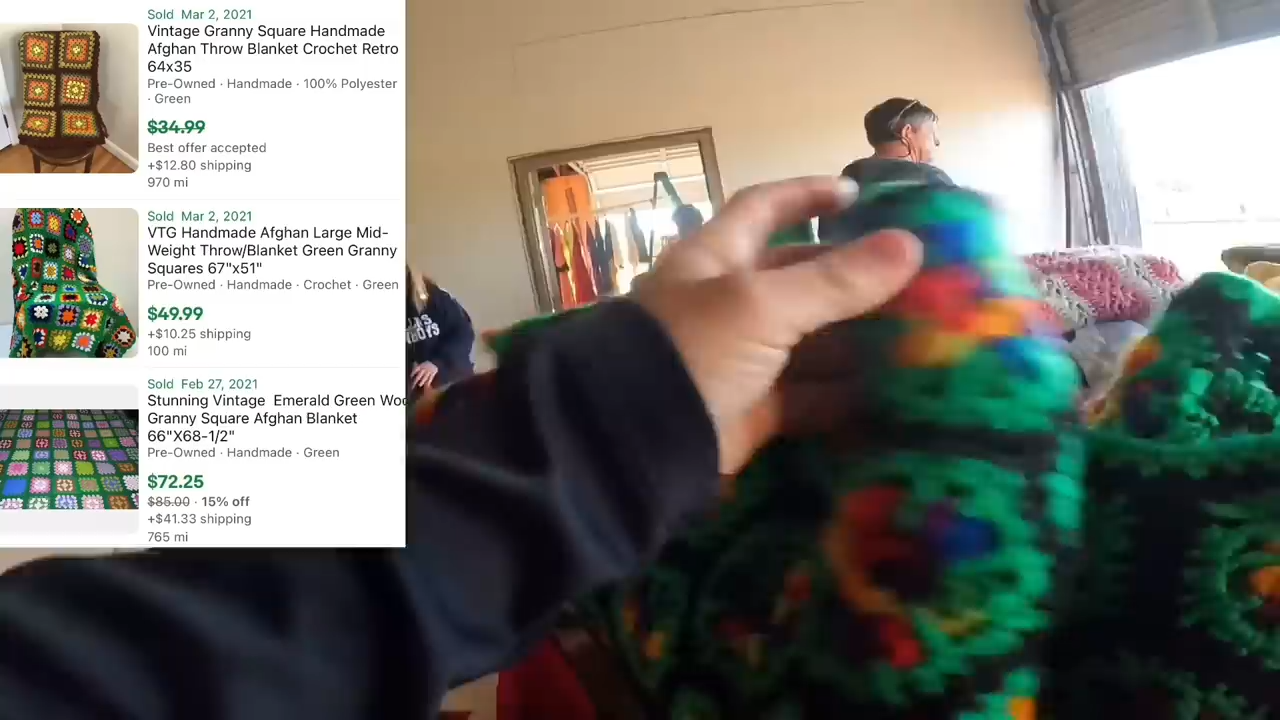 Sold Mar 2, 2021
Vintage Granny Square Handmade
Afghan Throw Blanket Crochet Retro
64x35
Pre-Owned · Handmade · 100% Polyester
· Green
$34.99
Best offer accepted
+$12.80 shipping
970 mi
Sold Mar 2, 2021
VTG Handmade Afghan Large Mid-
Weight Throw/Blanket Green Granny
Squares 67"x51"
Pre-Owned · Handmade · Crochet · Green
$49.99
+$10.25 shipping
100 mi
Sold Feb 27, 2021
Stunning Vintage Emerald Green
Granny Square Afghan Blanket
66"X68-1/2"
Pre-Owned · Handmade · Green
$72.25
$85.00 · 15% off
+$41.33 shipping
765 mi